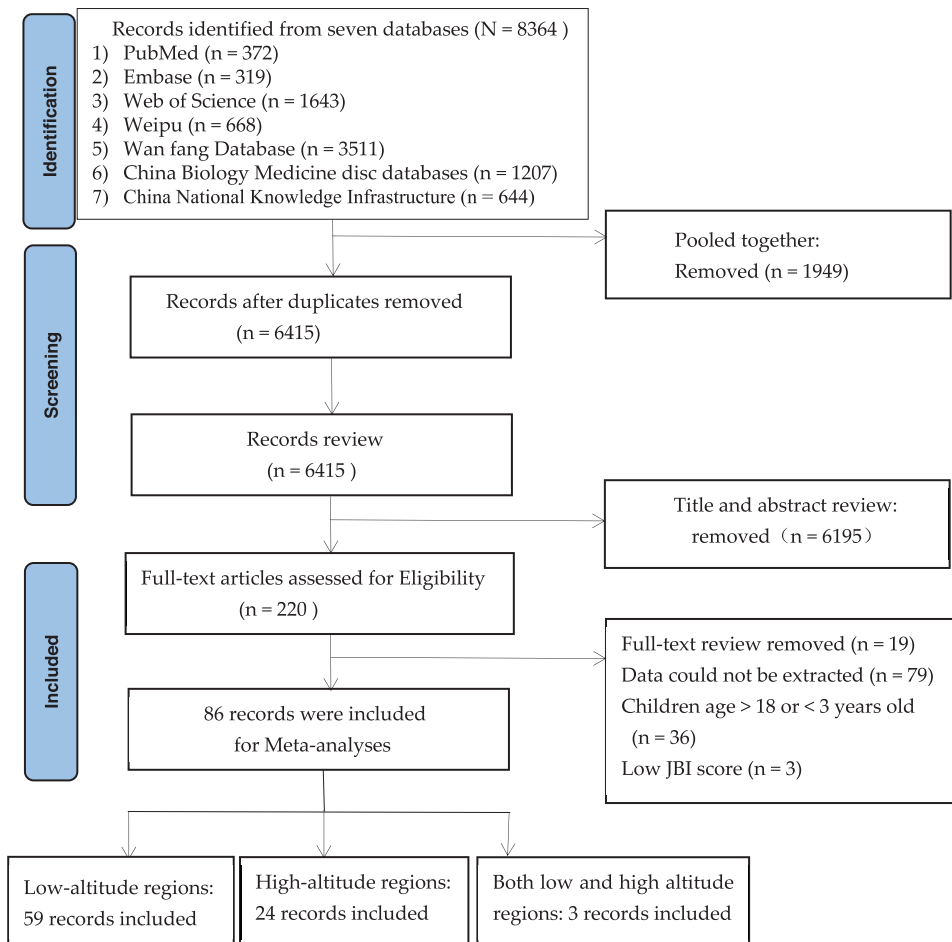 Identification
Records identified from seven databases (N = 8364 )
1) PubMed (n = 372)
2) Embase (n = 319)
3) Web of Science (n = 1643)
4) Weipu (n = 668)
5) Wan fang Database (n = 3511)
6) China Biology Medicine disc databases (n = 1207)
7) China National Knowledge Infrastructure (n = 644)
Pooled together:
Removed (n = 1949)
Screening
Records after duplicates removed
(n = 6415)
Records review
(n = 6415 )
Title and abstract review:
removed（n = 6195）
Included
Full-text articles assessed for Eligibility
(n = 220 )
Full-text review removed (n = 19)
Data could not be extracted (n = 79)
Children age > 18 or < 3 years old
(n = 36)
Low JBI score (n = 3)
86 records were included
for Meta-analyses
Low-altitude regions:
59 records included
High-altitude regions:
24 records included
Both low and high altitude
regions: 3 records included